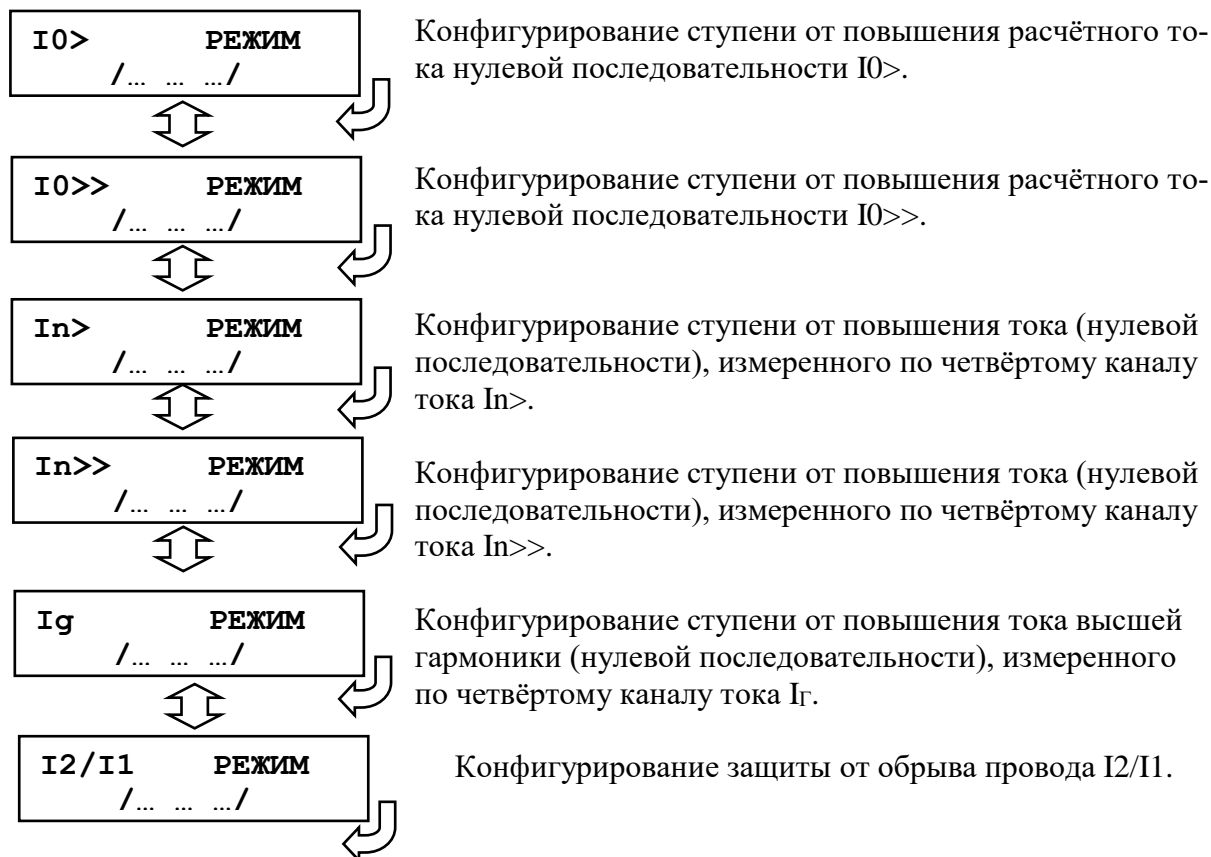 I0> РЕЖИМ
/… … …/
Конфигурирование ступени от повышения расчётного то-
ка нулевой последовательности I0>.
I0>> РЕЖИМ
/… … …/
Конфигурирование ступени от повышения расчётного то-
ка нулевой последовательности I0>>.
In> РЕЖИМ
/… … …/
Конфигурирование ступени от повышения тока (нулевой
последовательности), измеренного по четвёртому каналу
тока In>.
In>> РЕЖИМ
/… … …/
Конфигурирование ступени от повышения тока (нулевой
последовательности), измеренного по четвёртому каналу
тока In>>.
Ig РЕЖИМ
/… … …/
Конфигурирование ступени от повышения тока высшей
гармоники (нулевой последовательности), измеренного
по четвёртому каналу тока IГ.
I2/I1 РЕЖИМ
/… … …/
Конфигурирование защиты от обрыва провода I2/I1.